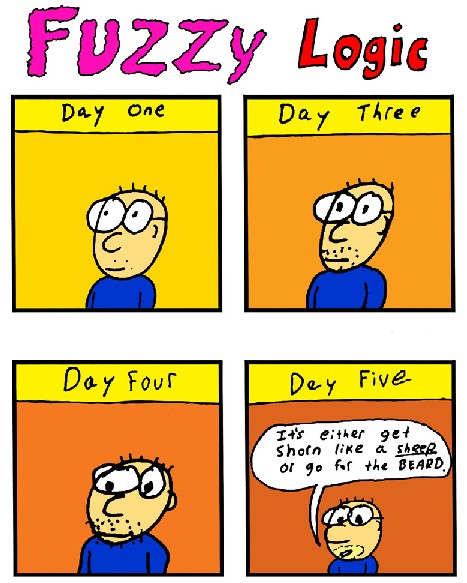 FUZZY Logic
Day One
Day Three
Day Four
Day Five
It's either get
Shorn like a sheep
or go for the BEARD.